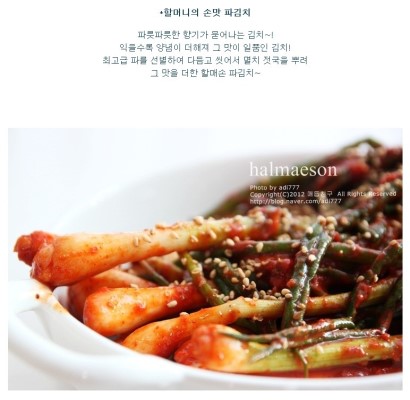 •할머니의 손맛 파김치
파릇파릇한 향기가 묻어나는 김치~!
익을수록 양념이 더해져 그 맛이 일품인 김치!
최고급 파를 선별하여 다듬고 씻어서 멸치 젓국을 뿌려
그 맛을 더한 할매손 파김치~
halmaeson
Photo by adi777
Copyright(C)2012 All Rights Reserved
http://blog.naver.com/adi777